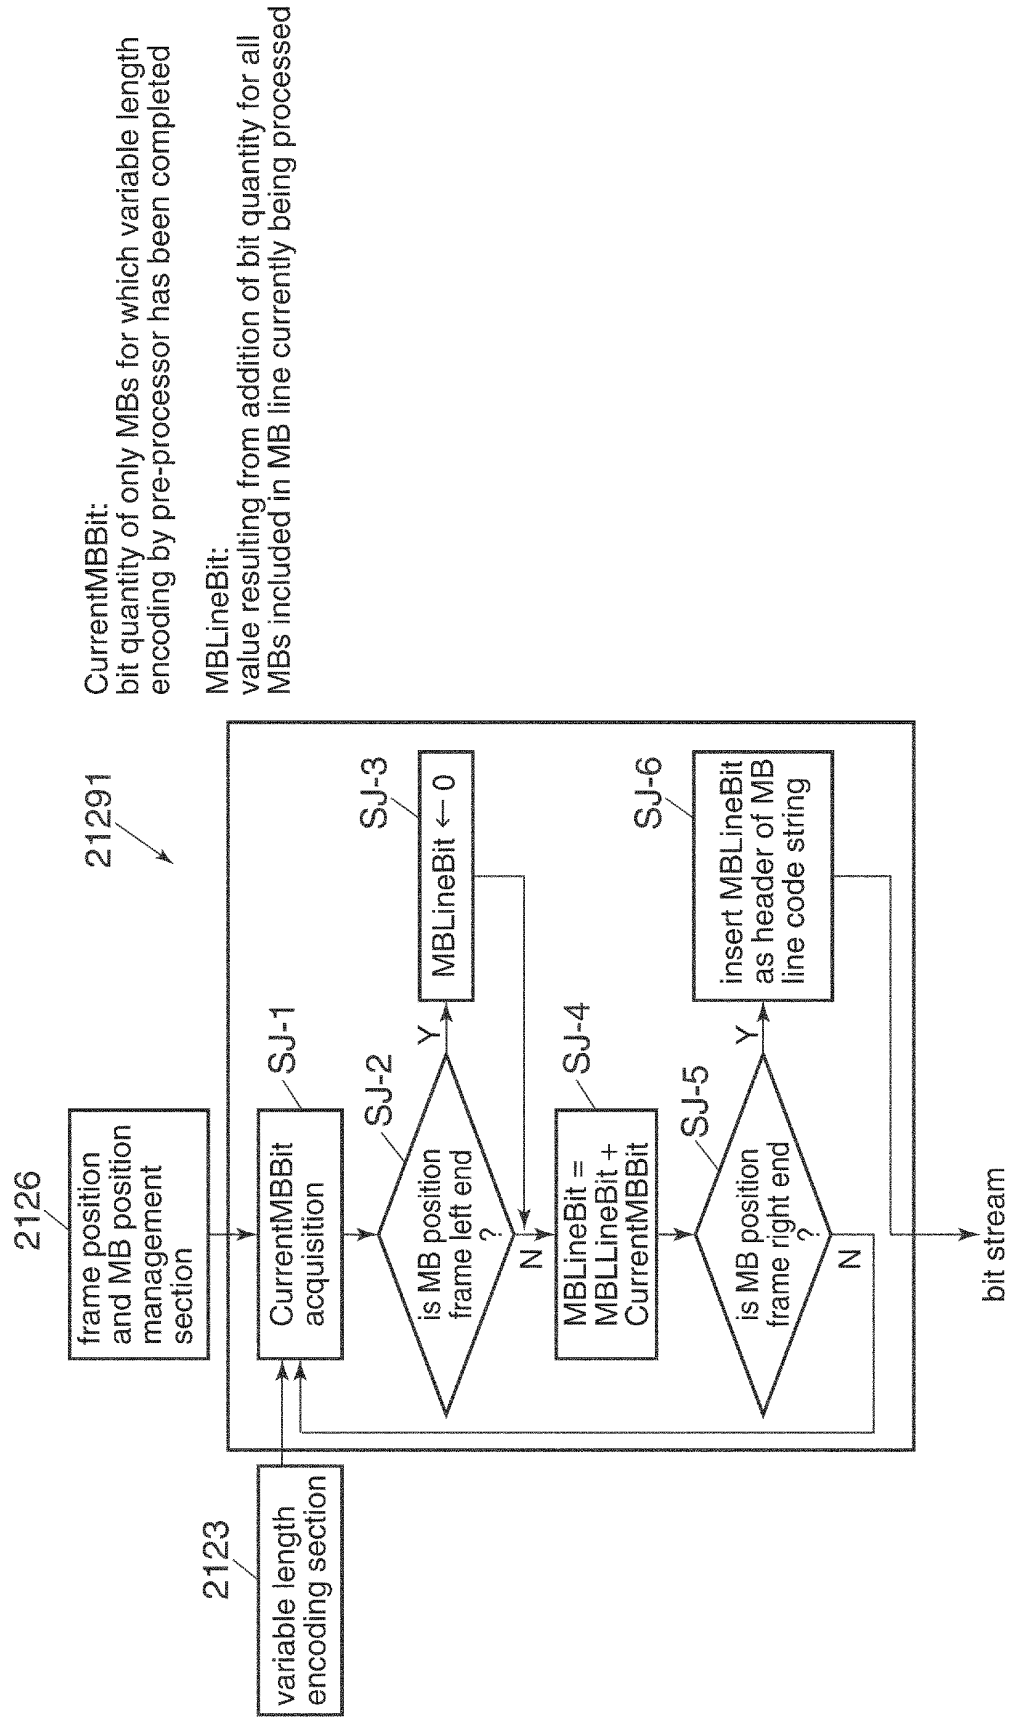 CurrentMBBit:
bit quantity of only MBs for which variable length
encoding by pre-processor has been completed
MBLineBit:
value resulting from addition of bit quantity for all
MBs included in MB line currently being processed
2126
frame position
and MB position
management
section
21291
2123
variable length
encoding section
SJ-1
CurrentMBBit
acquisition
SJ-2
is MB position
frame left end
?
Y
N
SJ-3
MBLineBit ← 0
SJ-4
MBLineBit =
MBLLineBit +
CurrentMBBit
SJ-5
is MB position
frame right end
?
Y
N
SJ-6
insert MBLineBit
as header of MB
line code string
bit stream